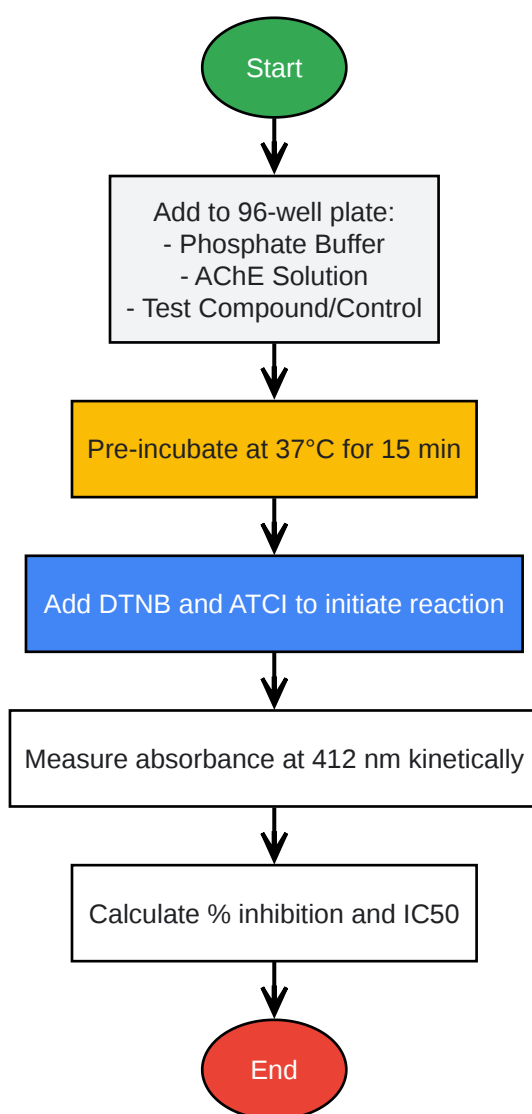 Start
Add to 96-well plate:
- Phosphate Buffer
- AChE Solution
- Test Compound/Control
Pre-incubate at 37°C for 15 min
Add DTNB and ATCI to initiate reaction
Measure absorbance at 412 nm kinetically
Calculate % inhibition and IC50
End